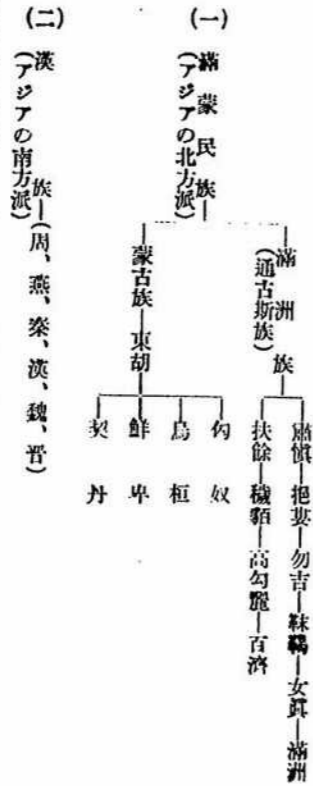 (一) 滿蒙民族
(アジアの北方派)
滿洲族
(通古斯族)
肅愼―挹婁―勿吉―靺鞨―女眞―滿洲
扶餘―穢貊―高勾麗―百濟
蒙古族―東胡
匈奴
烏桓
鮮卑
契丹
(二) 漢族―(周、燕、秦、漢、魏、晋)
(アジアの南方派)